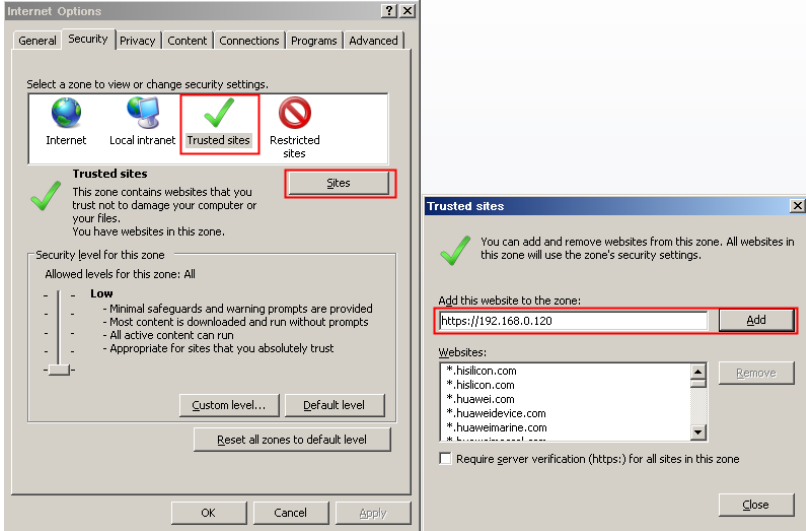 Internet Options
General Security Privacy Content Connections Programs Advanced
Select a zone to view or change security settings.
Internet Local intranet Trusted sites Restricted
sites
Trusted sites
This zone contains websites that you
trust not to damage your computer or
your files.
You have websites in this zone.
Sites
Security level for this zone
Allowed levels for this zone: All
Low
- Minimal safeguards and warning prompts are provided
- Most content is downloaded and run without prompts
- All active content can run
- Appropriate for sites that you absolutely trust
Custom level... Default level
Reset all zones to default level
OK Cancel Apply
Trusted sites
You can add and remove websites from this zone. All websites in
this zone will use the zone's security settings.
Add this website to the zone:
https://192.168.0.120 Add
Websites:
*.hisilicon.com
*.hislicon.com
*.huawei.com
*.huaweidevice.com
*.huaweimarine.com
Remove
Require server verification (https:) for all sites in this zone
Close